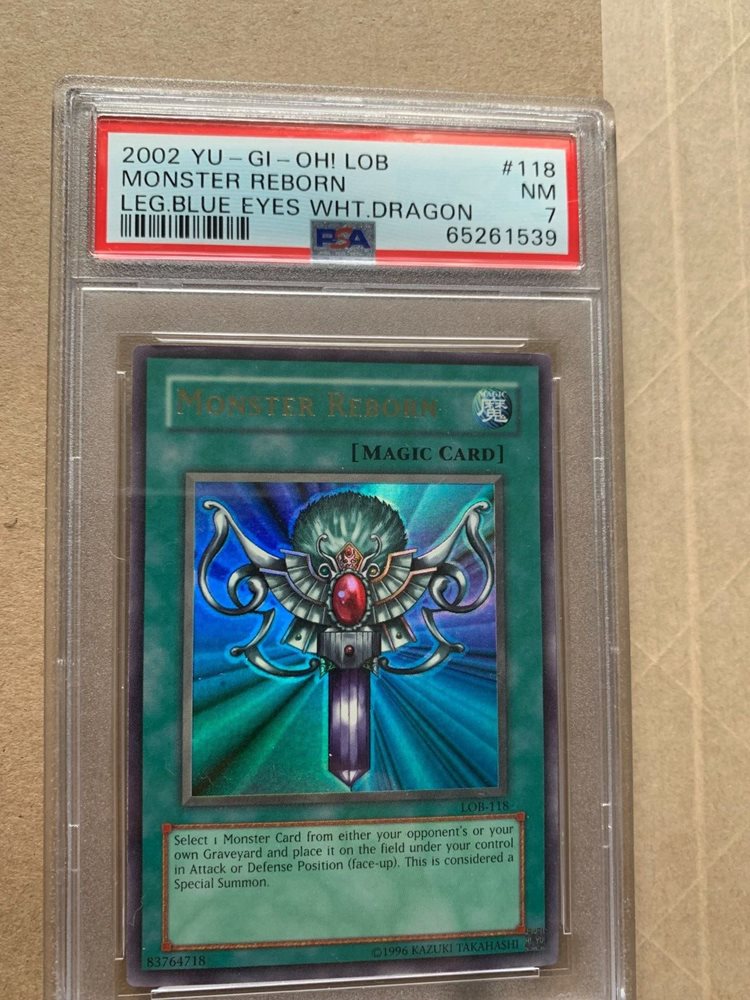 2002 YU-GI-OH! LOB #118
MONSTER REBORN NM
LEG.BLUE EYES WHT.DRAGON 7
PSA 65261539
MONSTER REBORN
MAGIC
魔
[MAGIC CARD]
LOB-118
Select 1 Monster Card from either your opponent's or your
own Graveyard and place it on the field under your control
in Attack or Defense Position (face-up). This is considered a
Special Summon.
83764718 ©1996 KAZUKI TAKAHASHI